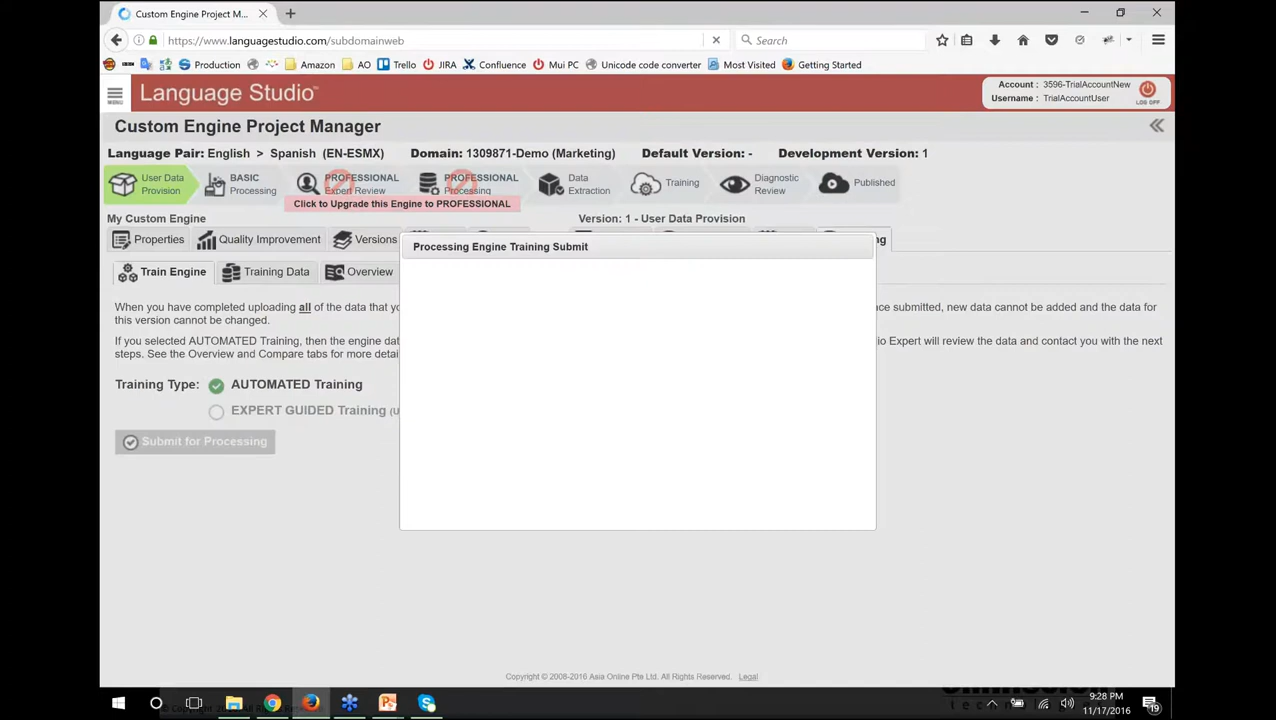 Custom Engine Project M...
https://www.languagestudio.com/subdomainweb
Search
Production
Amazon
AO
Trello
JIRA
Confluence
Mui PC
Unicode code converter
Most Visited
Getting Started
Language Studio™
Account : 3596-TrialAccountNew
Username : TrialAccountUser
LOG OFF
MENU
Custom Engine Project Manager
Language Pair: English > Spanish (EN-ESMX) Domain: 1309871-Demo (Marketing) Default Version: - Development Version: 1
User Data Provision
BASIC Processing
PROFESSIONAL Expert Review
PROFESSIONAL Processing
Data Extraction
Training
Diagnostic Review
Published
Click to Upgrade this Engine to PROFESSIONAL
My Custom Engine
Version: 1 - User Data Provision
Properties
Quality Improvement
Versions
ng
Processing Engine Training Submit
Train Engine
Training Data
Overview
When you have completed uploading all of the data that yo
nce submitted, new data cannot be added and the data for
this version cannot be changed.
If you selected AUTOMATED Training, then the engine dat
io Expert will review the data and contact you with the next
steps. See the Overview and Compare tabs for more detai
Training Type: AUTOMATED Training
EXPERT GUIDED Training (U
Submit for Processing
Copyright © 2008-2016 Asia Online Pte Ltd. All Rights Reserved. Legal
9:28 PM
11/17/2016
19